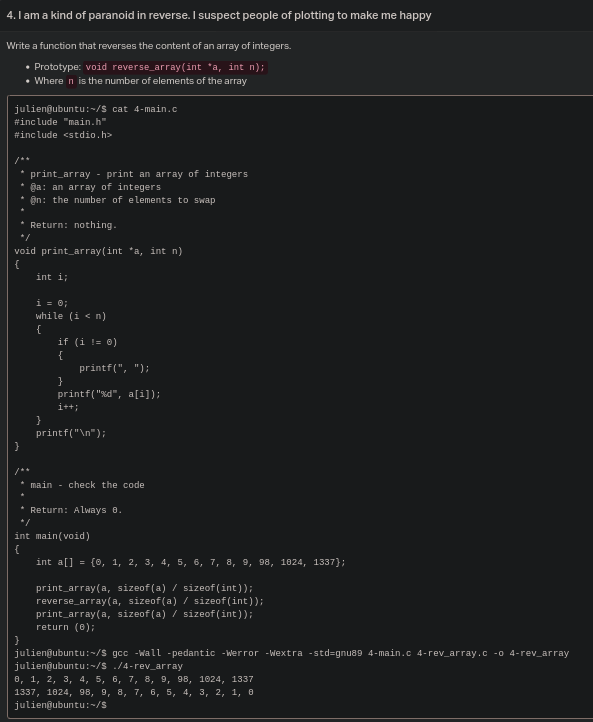 4. I am a kind of paranoid in reverse. I suspect people of plotting to make me happy
Write a function that reverses the content of an array of integers.
• Prototype: void reverse_array(int *a, int n);
• Where n is the number of elements of the array
julien@ubuntu:~/$ cat 4-main.c
#include "main.h"
#include <stdio.h>

/**
 * print_array - print an array of integers
 * @a: an array of integers
 * @n: the number of elements to swap
 *
 * Return: nothing.
 */
void print_array(int *a, int n)
{
    int i;

    i = 0;
    while (i < n)
    {
        if (i != 0)
        {
            printf(", ");
        }
        printf("%d", a[i]);
        i++;
    }
    printf("\n");
}

/**
 * main - check the code
 *
 * Return: Always 0.
 */
int main(void)
{
    int a[] = {0, 1, 2, 3, 4, 5, 6, 7, 8, 9, 98, 1024, 1337};

    print_array(a, sizeof(a) / sizeof(int));
    reverse_array(a, sizeof(a) / sizeof(int));
    print_array(a, sizeof(a) / sizeof(int));
    return (0);
}
julien@ubuntu:~/$ gcc -Wall -pedantic -Werror -Wextra -std=gnu89 4-main.c 4-rev_array.c -o 4-rev_array
julien@ubuntu:~/$ ./4-rev_array
0, 1, 2, 3, 4, 5, 6, 7, 8, 9, 98, 1024, 1337
1337, 1024, 98, 9, 8, 7, 6, 5, 4, 3, 2, 1, 0
julien@ubuntu:~/$